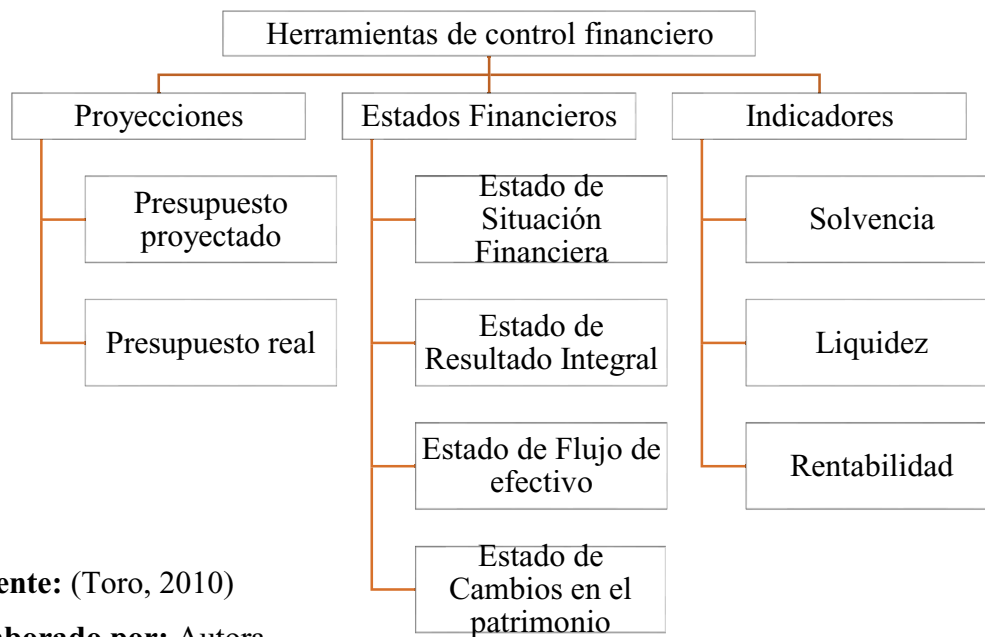 Herramientas de control financiero
Proyecciones
Presupuesto
proyectado
Presupuesto real
Estados Financieros
Estado de
Situación
Financiera
Estado de
Resultado Integral
Estado de Flujo de
efectivo
Estado de
Cambios en el
patrimonio
Indicadores
Solvencia
Liquidez
Rentabilidad
ente: (Toro, 2010)
aborado por: Autora